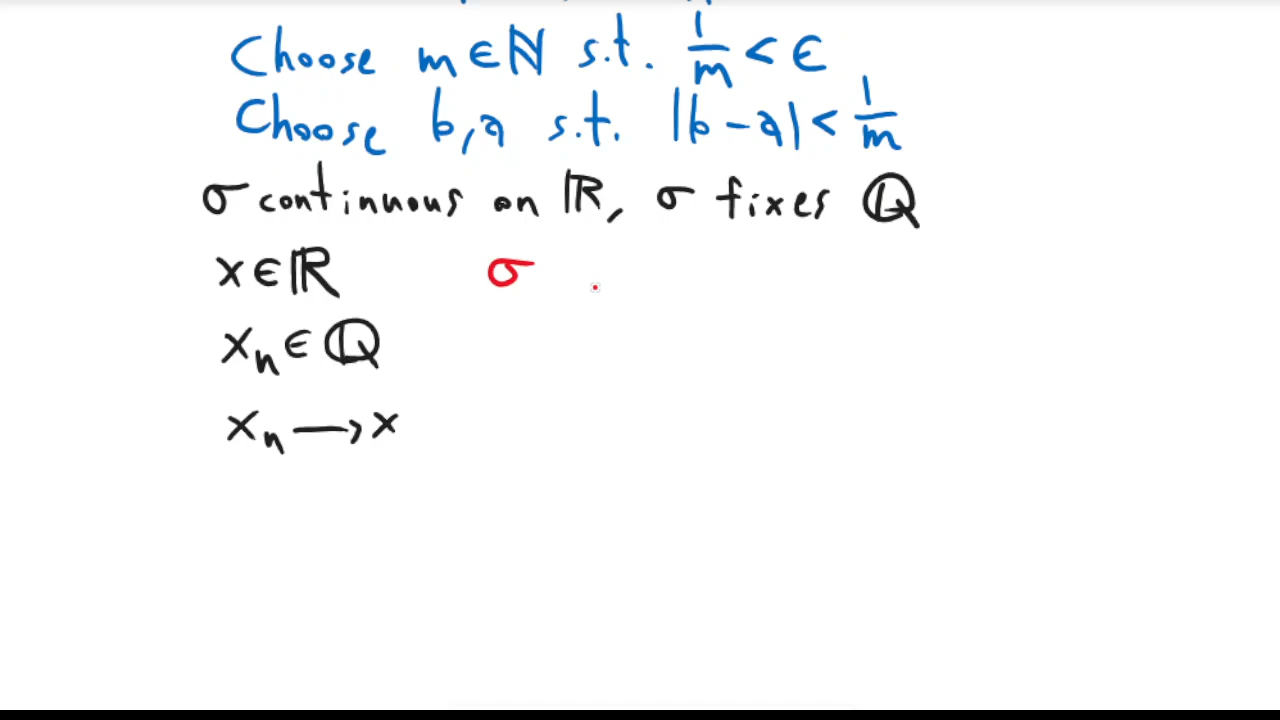 Choose m ∈ ℕ s.t. 1/m < ε
Choose b, a s.t. |b - a| < 1/m
σ continuous on ℝ, σ fixes ℚ
x ∈ ℝ σ
xₙ ∈ ℚ
xₙ ⟶ x